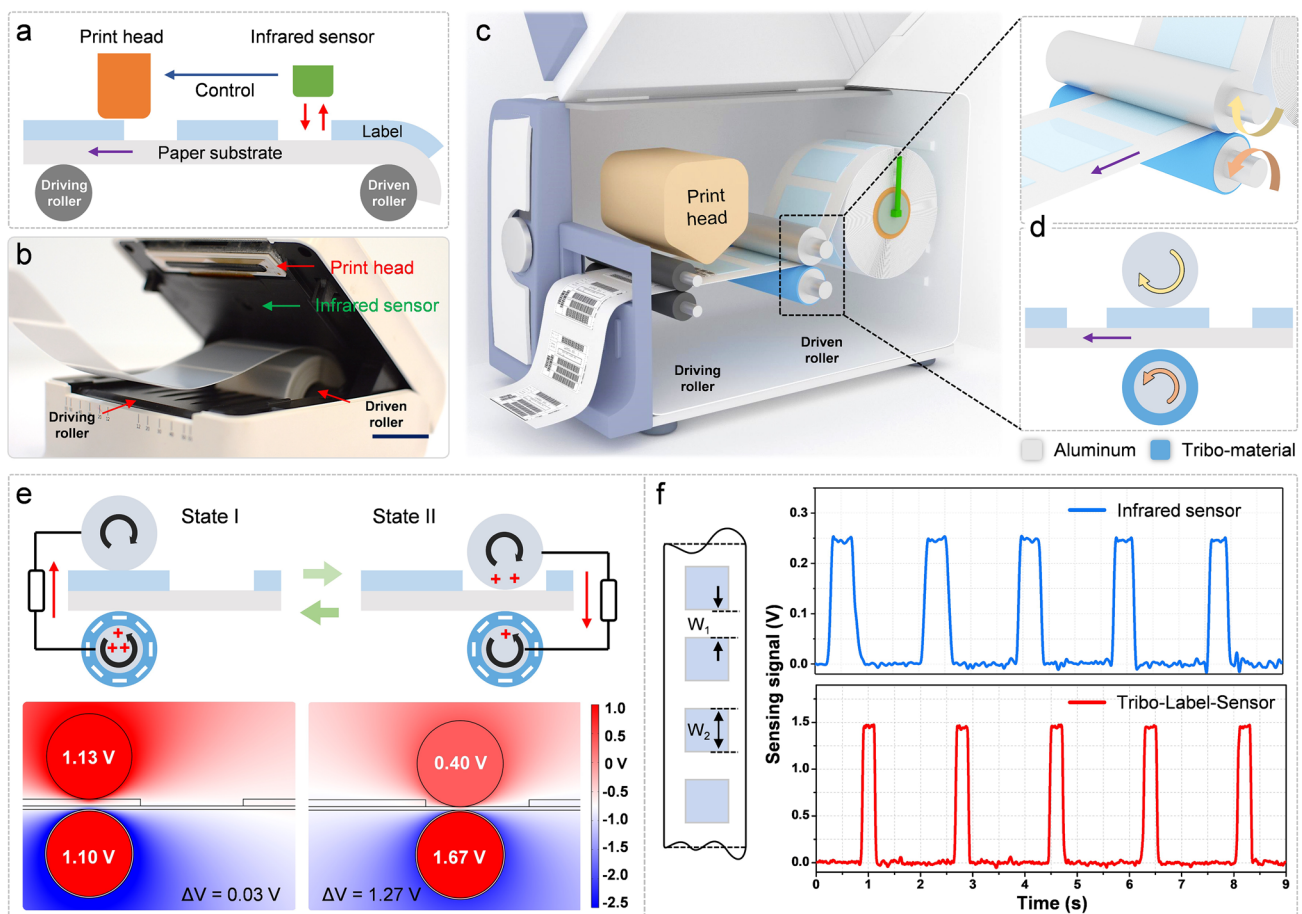 a
Print head
Infrared sensor
Control
Label
Paper substrate
Driving
roller
Driven
roller
b
Print head
Infrared sensor
Driving
roller
Driven
roller
c
Print
head
Driving
roller
Driven
roller
d
Aluminum
Tribo-material
e
State I
State II
+
+ +
+ +
+
1.13 V
1.10 V
ΔV = 0.03 V
0.40 V
1.67 V
ΔV = 1.27 V
1.0
0.5
0 V
-0.5
-1.0
-1.5
-2.0
-2.5
f
W1
W2
Sensing signal (V)
0.3
0.2
0.1
0.0
Infrared sensor
1.5
1.0
0.5
0.0
Tribo-Label-Sensor
0 1 2 3 4 5 6 7 8 9
Time (s)